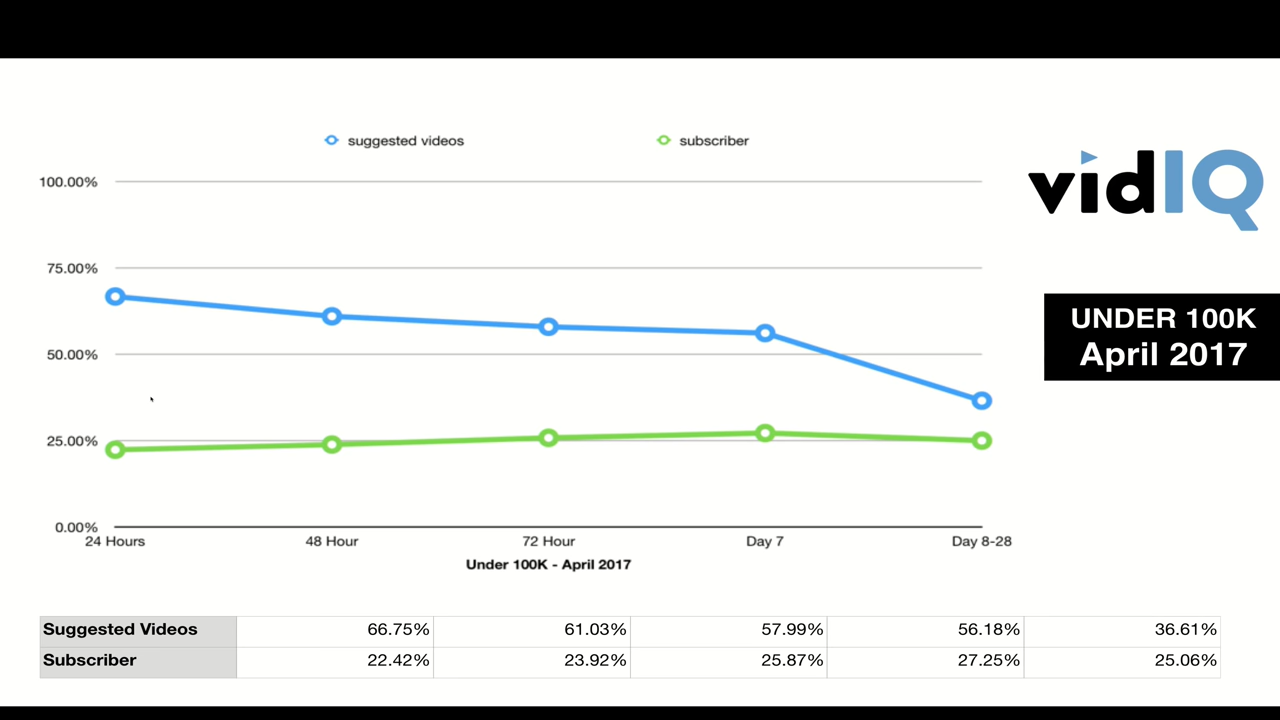 suggested videos subscriber
vidIQ
100.00%
75.00%
50.00%
25.00%
0.00%
24 Hours 48 Hour 72 Hour Day 7 Day 8-28
Under 100K - April 2017
UNDER 100K
April 2017
Suggested Videos 66.75% 61.03% 57.99% 56.18% 36.61%
Subscriber 22.42% 23.92% 25.87% 27.25% 25.06%